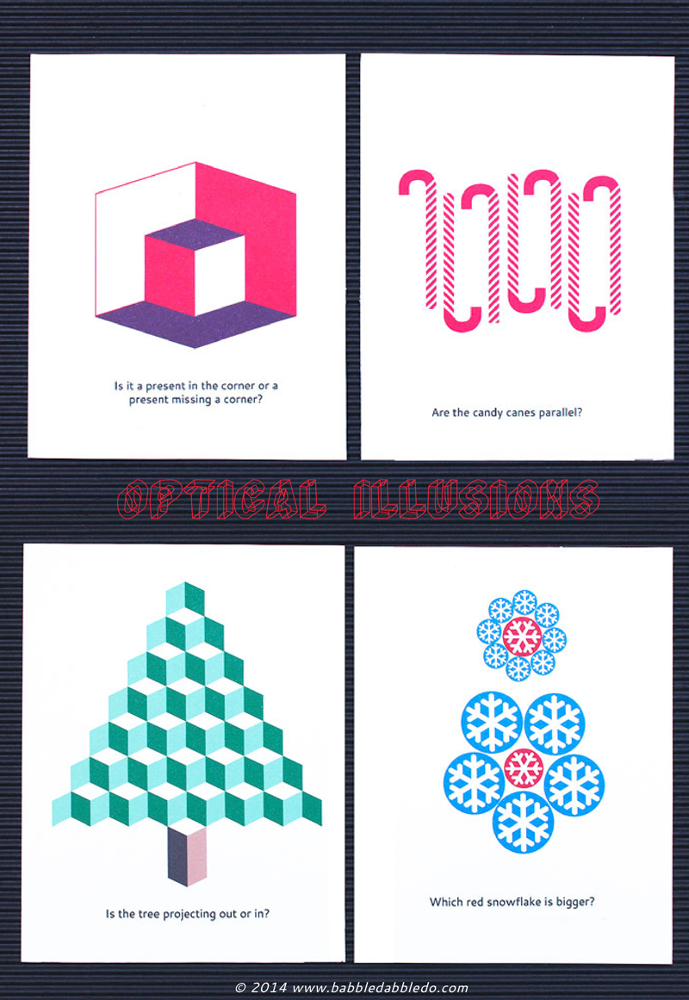 Is it a present in the corner or a
present missing a corner?
Are the candy canes parallel?
OPTICAL ILLUSIONS
Is the tree projecting out or in?
Which red snowflake is bigger?
© 2014 www.babbledabbledo.com